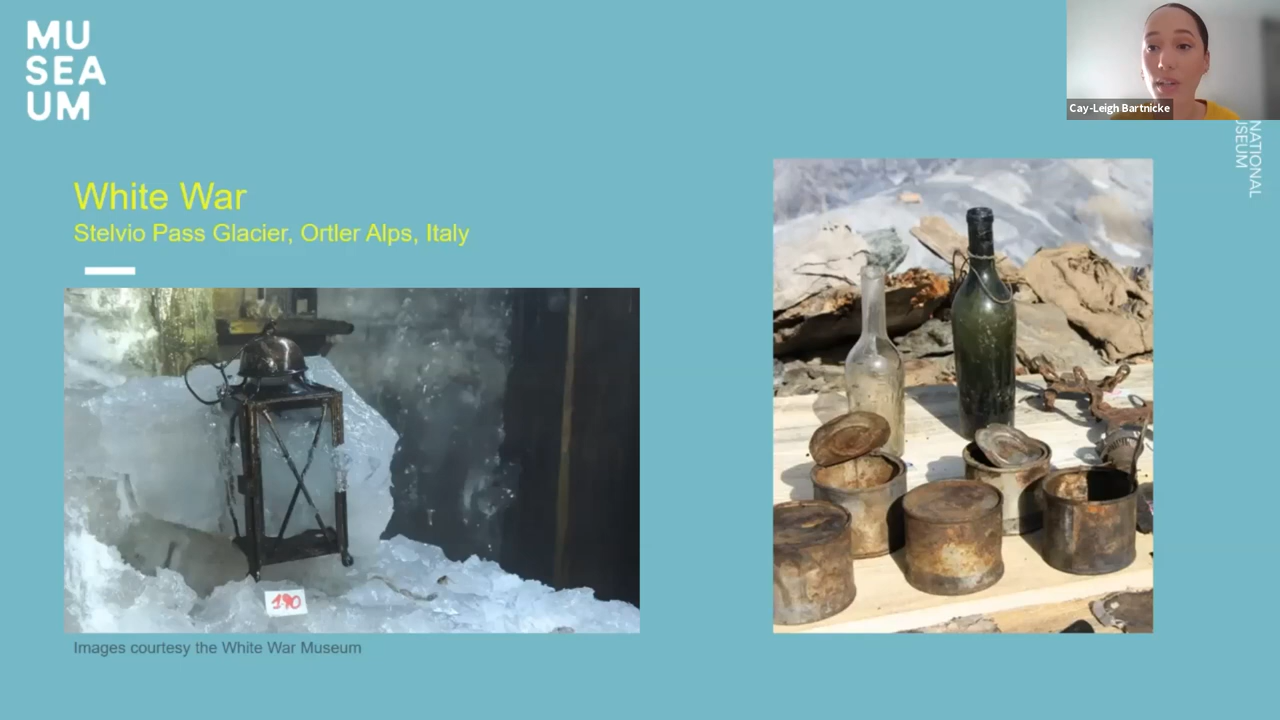 MU
SEA
UM
Cay-Leigh Bartnicke
NATIONAL
USEUM
White War
Stelvio Pass Glacier, Ortler Alps, Italy
190
Images courtesy the White War Museum